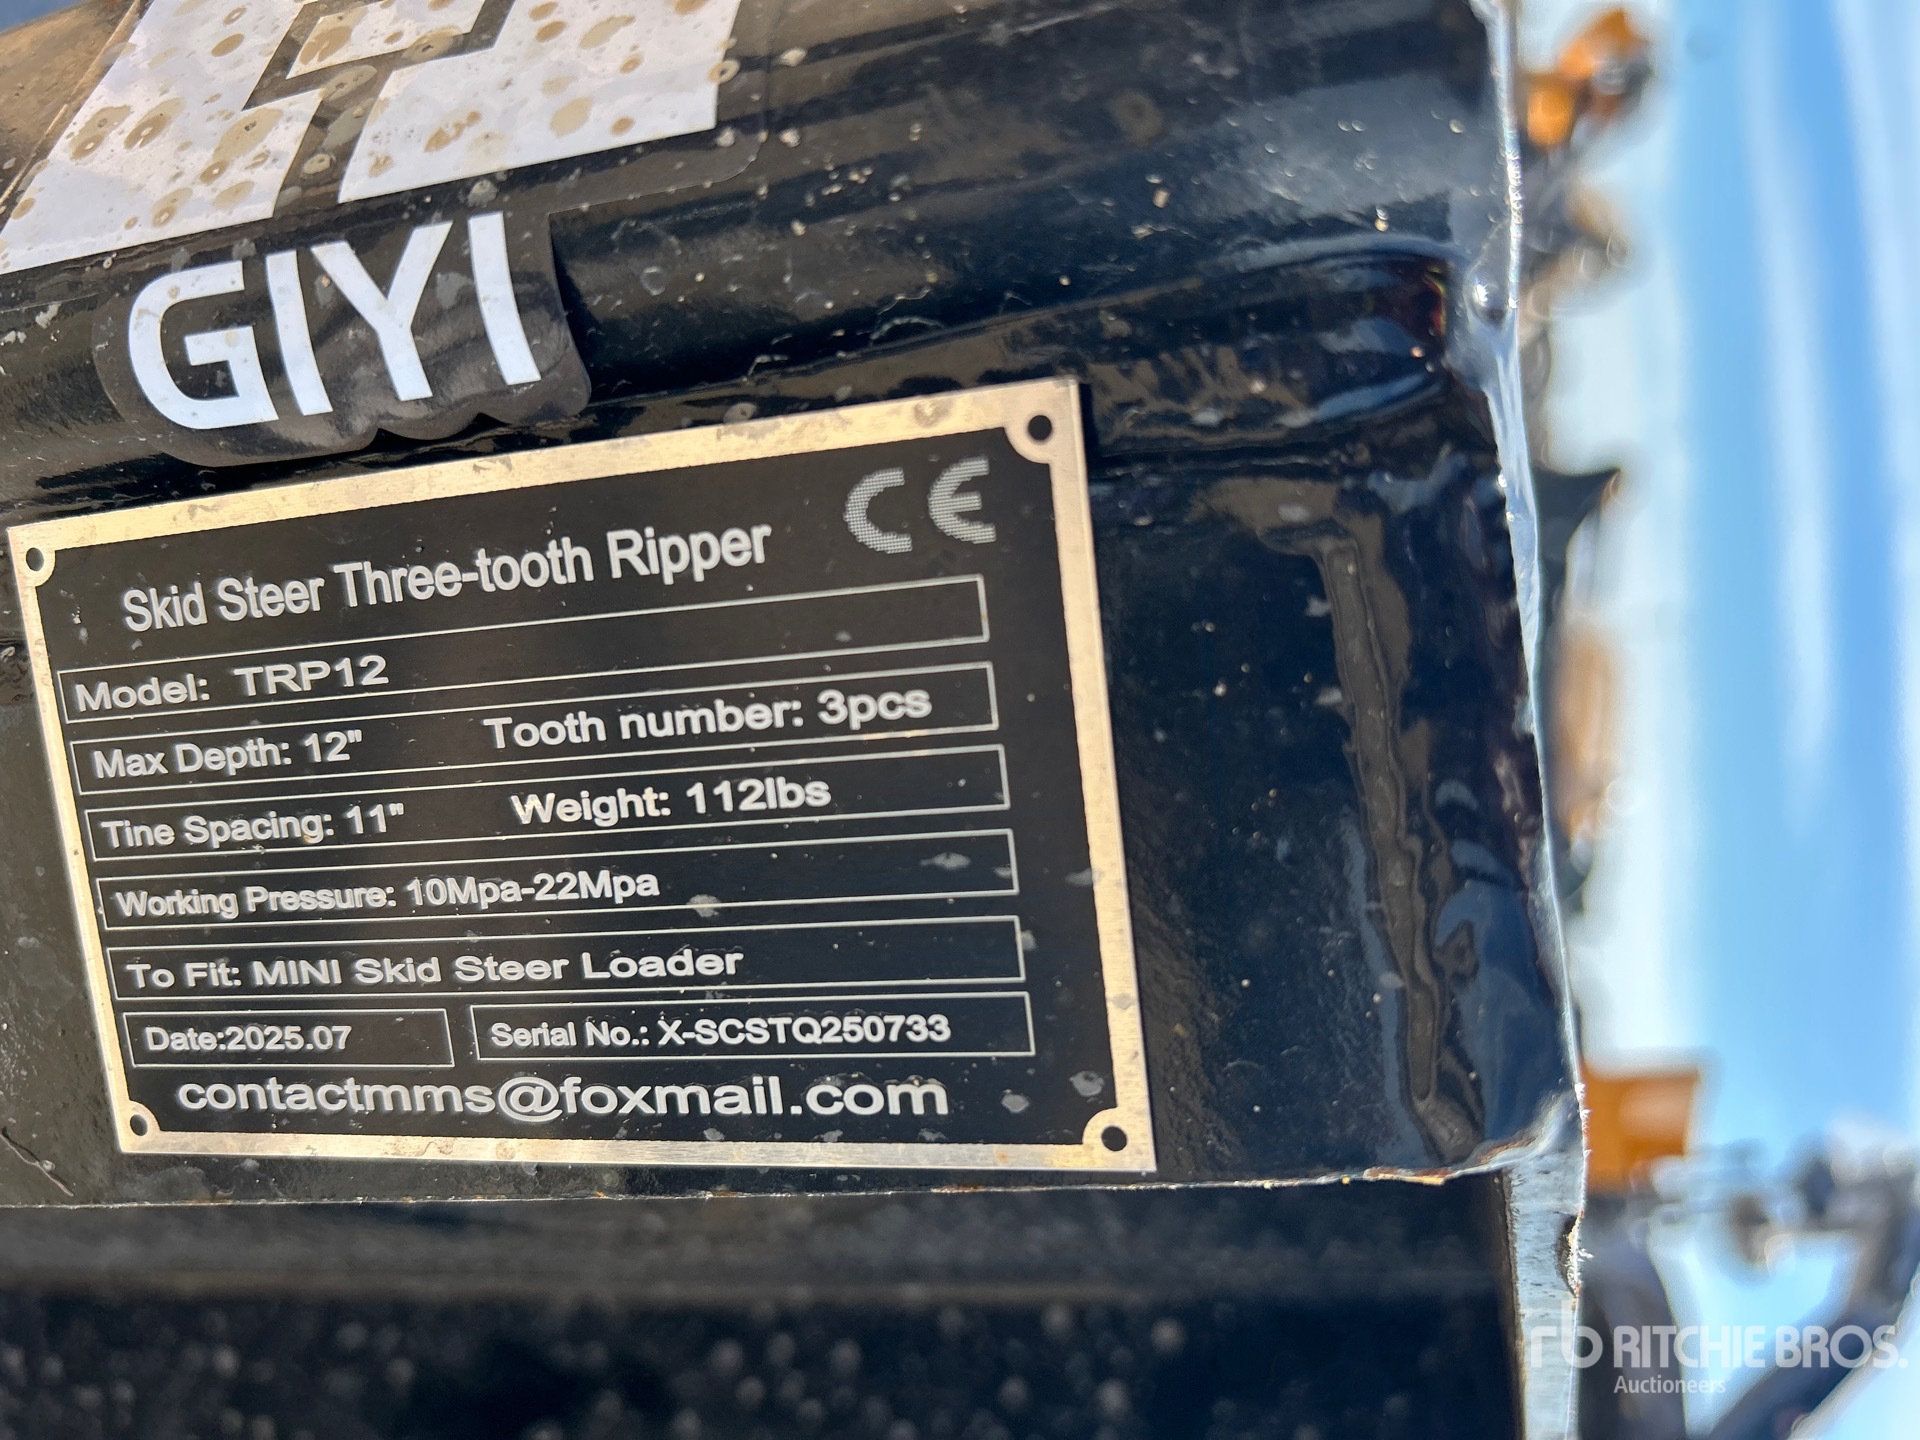 GIYI
CE
Skid Steer Three-tooth Ripper
Model: TRP12
Max Depth: 12" Tooth number: 3pcs
Tine Spacing: 11" Weight: 112lbs
Working Pressure: 10Mpa-22Mpa
To Fit: MINI Skid Steer Loader
Date:2025.07 Serial No.: X-SCSTQ250733
contactmms@foxmail.com
rb RITCHIE BROS.
Auctioneers